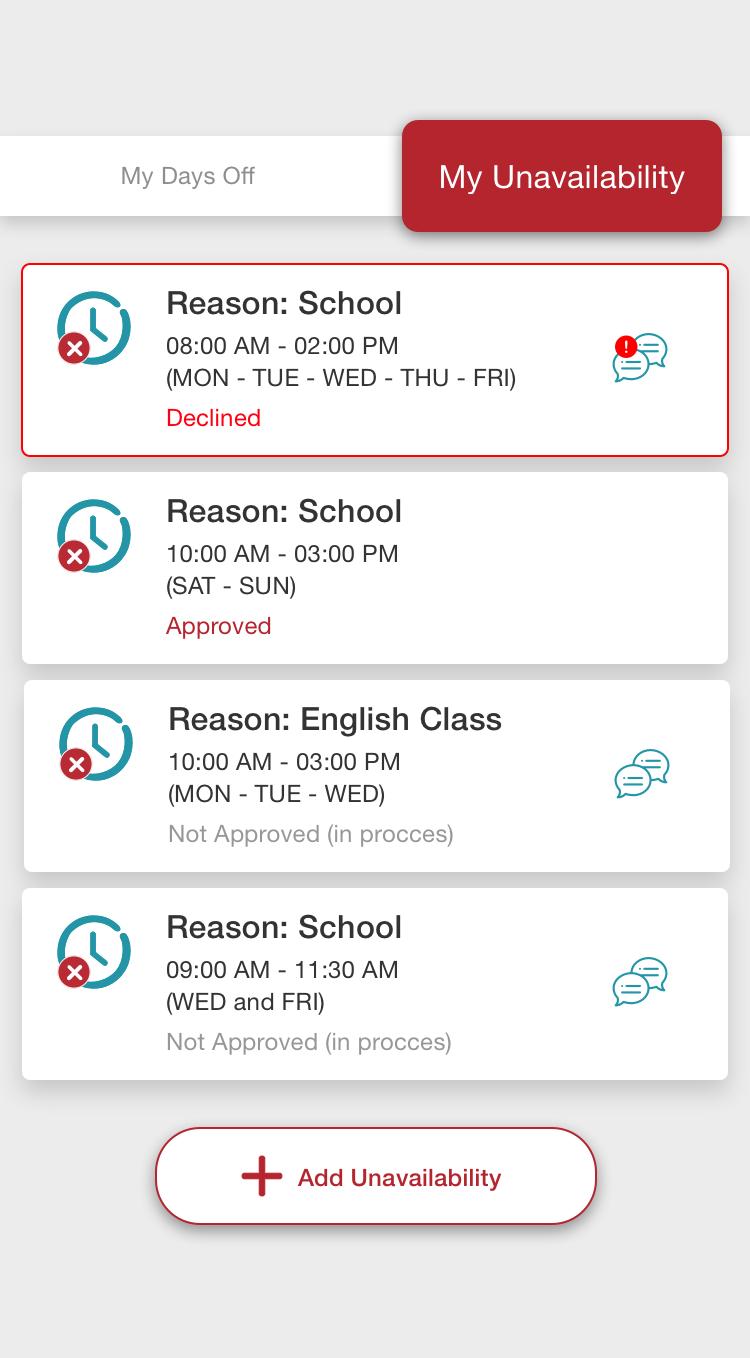 My Days Off
My Unavailability
Reason: School
08:00 AM - 02:00 PM
(MON - TUE - WED - THU - FRI)
Declined
!
Reason: School
10:00 AM - 03:00 PM
(SAT - SUN)
Approved
Reason: English Class
10:00 AM - 03:00 PM
(MON - TUE - WED)
Not Approved (in procces)
Reason: School
09:00 AM - 11:30 AM
(WED and FRI)
Not Approved (in procces)
Add Unavailability